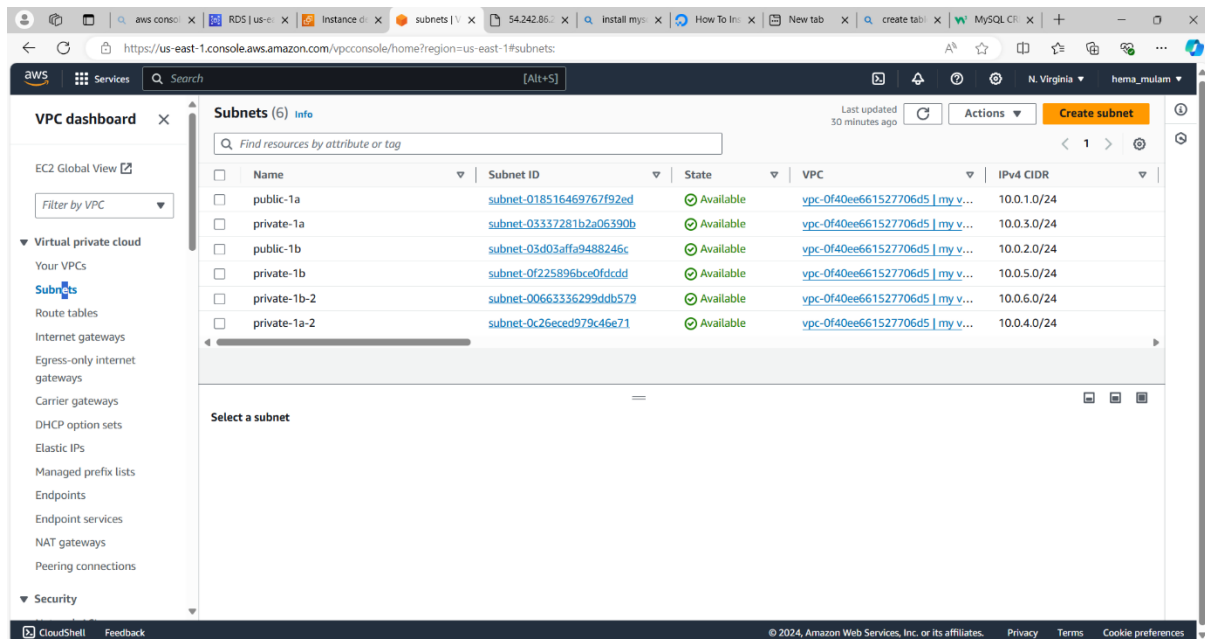 aws consol
RDS | us-ea
Instance de
subnets | V
54.242.86.2
install mys
How To Ins
New tab
create tabl
MySQL CR
https://us-east-1.console.aws.amazon.com/vpcconsole/home?region=us-east-1#subnets:
aws Services Search [Alt+S] N. Virginia hema_mulam
VPC dashboard
EC2 Global View
Filter by VPC
Virtual private cloud
Your VPCs
Subnets
Route tables
Internet gateways
Egress-only internet
gateways
Carrier gateways
DHCP option sets
Elastic IPs
Managed prefix lists
Endpoints
Endpoint services
NAT gateways
Peering connections
Security
Subnets (6) Info
Last updated
30 minutes ago
Actions
Create subnet
Find resources by attribute or tag
1
Name Subnet ID State VPC IPv4 CIDR
public-1a subnet-018516469767f92ed Available vpc-0f40ee661527706d5 | my v... 10.0.1.0/24
private-1a subnet-03337281b2a06390b Available vpc-0f40ee661527706d5 | my v... 10.0.3.0/24
public-1b subnet-03d03affa9488246c Available vpc-0f40ee661527706d5 | my v... 10.0.2.0/24
private-1b subnet-0f225896bce0fdcdd Available vpc-0f40ee661527706d5 | my v... 10.0.5.0/24
private-1b-2 subnet-00663336299ddb579 Available vpc-0f40ee661527706d5 | my v... 10.0.6.0/24
private-1a-2 subnet-0c26eced979c46e71 Available vpc-0f40ee661527706d5 | my v... 10.0.4.0/24
Select a subnet
CloudShell Feedback © 2024, Amazon Web Services, Inc. or its affiliates. Privacy Terms Cookie preferences